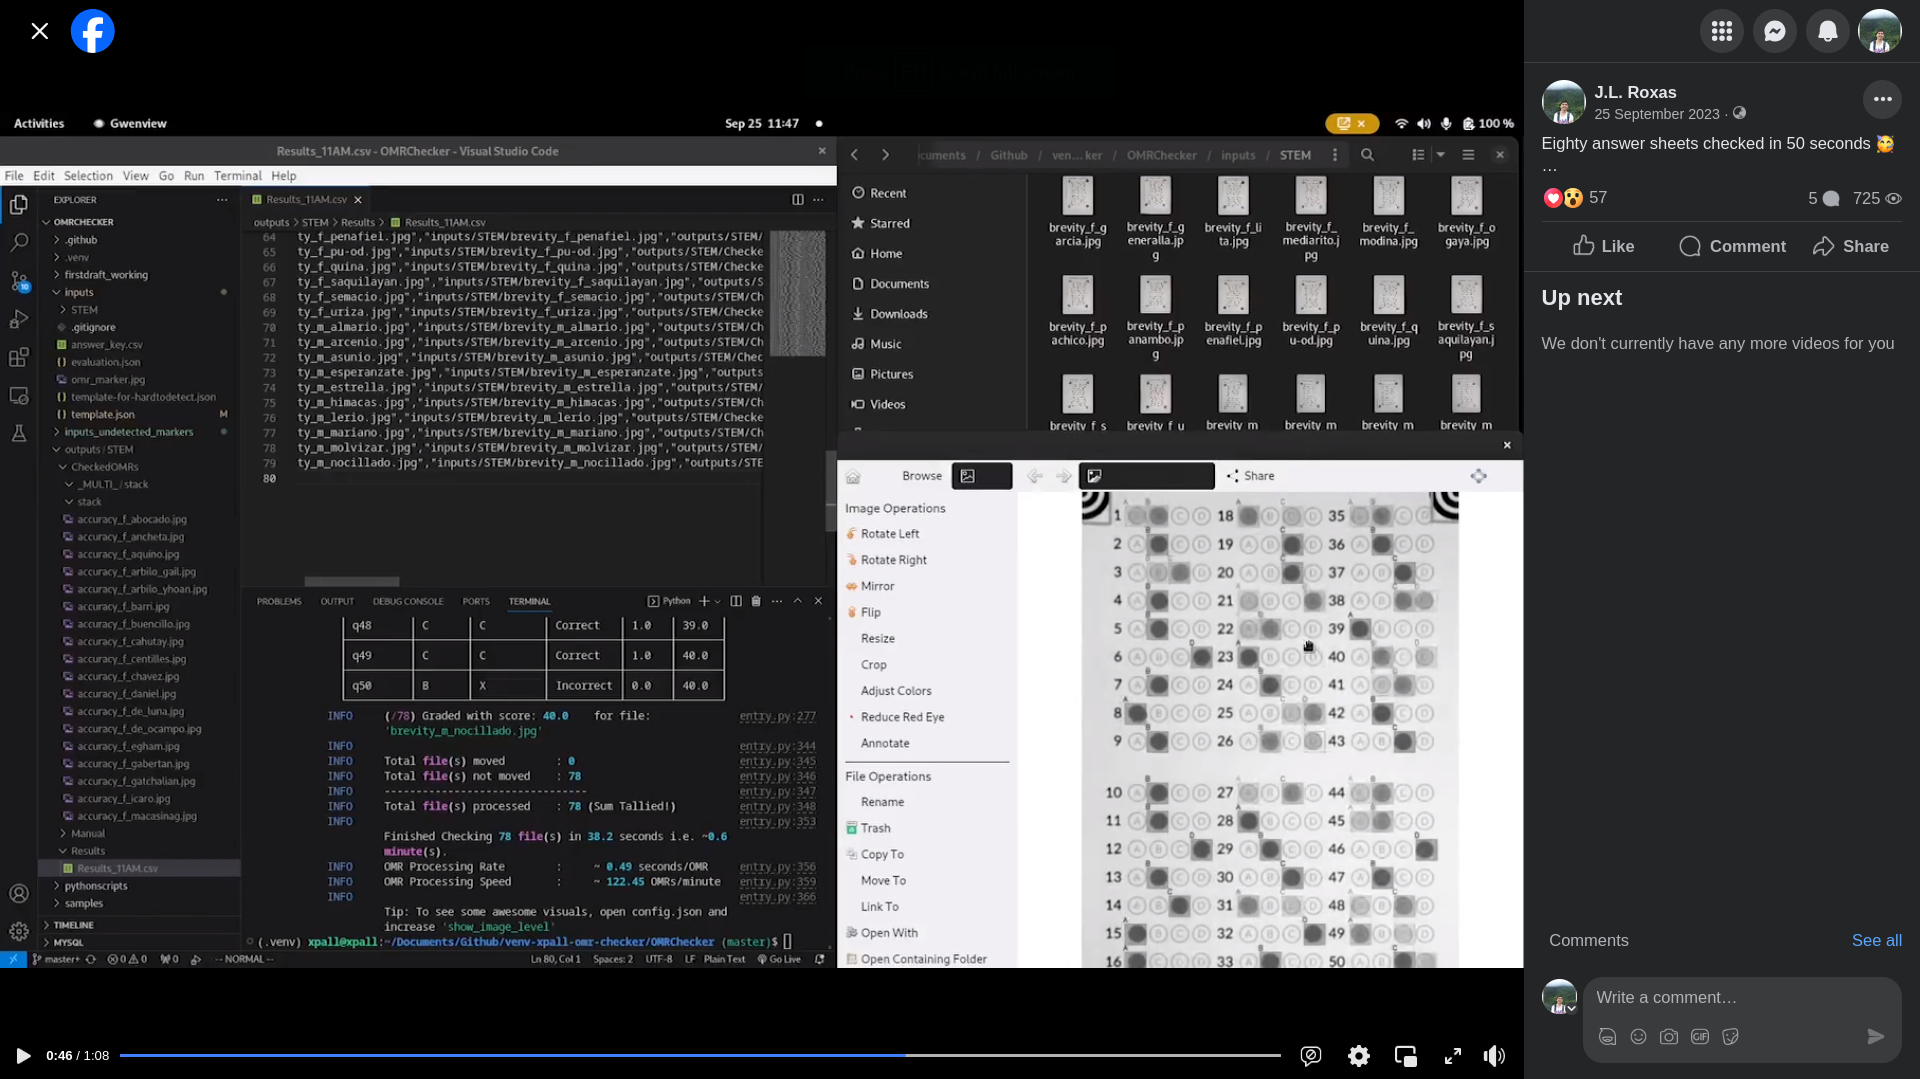 Activities
Gwenview
Sep 25 11:47
100 %
Results_11AM.csv - OMRChecker - Visual Studio Code
File Edit Selection View Go Run Terminal Help
EXPLORER
OMRCHECKER
.github
.venv
firstdraft_working
inputs
STEM
.gitignore
answer_key.csv
evaluation.json
omr_marker.jpg
template-for-hardtodetect.json
template.json M
inputs_undetected_markers
outputs / STEM
CheckedOMRs
_MULTI_ / stack
stack
accuracy_f_abocado.jpg
accuracy_f_ancheta.jpg
accuracy_f_aquino.jpg
accuracy_f_arbilo_gail.jpg
accuracy_f_arbilo_yhoan.jpg
accuracy_f_barri.jpg
accuracy_f_buencillo.jpg
accuracy_f_cahutay.jpg
accuracy_f_centilles.jpg
accuracy_f_chavez.jpg
accuracy_f_daniel.jpg
accuracy_f_de_luna.jpg
accuracy_f_de_ocampo.jpg
accuracy_f_egham.jpg
accuracy_f_gabertan.jpg
accuracy_f_gatchalian.jpg
accuracy_f_icaro.jpg
accuracy_f_macasinag.jpg
Manual
Results
Results_11AM.csv
pythonscripts
samples
TIMELINE
MYSQL
Results_11AM.csv
outputs > STEM > Results > Results_11AM.csv
64 ty_f_penafiel.jpg","inputs/STEM/brevity_f_penafiel.jpg","outputs/STEM/
65 ty_f_pu-od.jpg","inputs/STEM/brevity_f_pu-od.jpg","outputs/STEM/Checke
66 ty_f_quina.jpg","inputs/STEM/brevity_f_quina.jpg","outputs/STEM/Checke
67 ty_f_saquilayan.jpg","inputs/STEM/brevity_f_saquilayan.jpg","outputs/S
68 ty_f_semacio.jpg","inputs/STEM/brevity_f_semacio.jpg","outputs/STEM/Ch
69 ty_f_uriza.jpg","inputs/STEM/brevity_f_uriza.jpg","outputs/STEM/Checke
70 ty_m_almario.jpg","inputs/STEM/brevity_m_almario.jpg","outputs/STEM/Ch
71 ty_m_arcenio.jpg","inputs/STEM/brevity_m_arcenio.jpg","outputs/STEM/Ch
72 ty_m_asunio.jpg","inputs/STEM/brevity_m_asunio.jpg","outputs/STEM/Chec
73 ty_m_esperanzate.jpg","inputs/STEM/brevity_m_esperanzate.jpg","outputs
74 ty_m_estrella.jpg","inputs/STEM/brevity_m_estrella.jpg","outputs/STEM/
75 ty_m_himacas.jpg","inputs/STEM/brevity_m_himacas.jpg","outputs/STEM/Ch
76 ty_m_lerio.jpg","inputs/STEM/brevity_m_lerio.jpg","outputs/STEM/Checke
77 ty_m_mariano.jpg","inputs/STEM/brevity_m_mariano.jpg","outputs/STEM/Ch
78 ty_m_molvizar.jpg","inputs/STEM/brevity_m_molvizar.jpg","outputs/STEM/
79 ty_m_nocillado.jpg","inputs/STEM/brevity_m_nocillado.jpg","outputs/STE
80
PROBLEMS OUTPUT DEBUG CONSOLE PORTS TERMINAL Python
q48 C C Correct 1.0 39.0
q49 C C Correct 1.0 40.0
q50 B X Incorrect 0.0 40.0
INFO (/78) Graded with score: 40.0 for file: entry.py:277
'brevity_m_nocillado.jpg'
INFO entry.py:344
INFO Total file(s) moved : 0 entry.py:345
INFO Total file(s) not moved : 78 entry.py:346
INFO ------------------------------ entry.py:347
INFO Total file(s) processed : 78 (Sum Tallied!) entry.py:348
INFO entry.py:353
Finished Checking 78 file(s) in 38.2 seconds i.e. ~0.6
minute(s).
INFO OMR Processing Rate : ~ 0.49 seconds/OMR entry.py:356
INFO OMR Processing Speed : ~ 122.45 OMRs/minute entry.py:359
INFO entry.py:366
Tip: To see some awesome visuals, open config.json and
increase 'show_image_level'
(.venv) xpall@xpall:~/Documents/Github/venv-xpall-omr-checker/OMRChecker (master)$
master+ 0 0 0 -- NORMAL -- Ln 80, Col 1 Spaces: 2 UTF-8 LF Plain Text Go Live
cuments / Github / ven...ker / OMRChecker / inputs / STEM
Recent
Starred
Home
Documents
Downloads
Music
Pictures
Videos
brevity_f_g
arcia.jpg
brevity_f_g
eneralla.jp
g
brevity_f_li
ta.jpg
brevity_f_
mediarito.j
pg
brevity_f_
modina.jpg
brevity_f_o
gaya.jpg
brevity_f_p
achico.jpg
brevity_f_p
anambo.jp
g
brevity_f_p
enafiel.jpg
brevity_f_p
u-od.jpg
brevity_f_q
uina.jpg
brevity_f_s
aquilayan.j
pg
brevity_f_s
brevity_f_u
brevity_m
brevity_m
brevity_m
brevity_m
Browse
Share
Image Operations
Rotate Left
Rotate Right
Mirror
Flip
Resize
Crop
Adjust Colors
Reduce Red Eye
Annotate
File Operations
Rename
Trash
Copy To
Move To
Link To
Open With
Open Containing Folder
1 18 35
2 19 36
3 20 37
4 21 38
5 22 39
6 23 40
7 24 41
8 25 42
9 26 43
10 27 44
11 28 45
12 29 46
13 30 47
14 31 48
15 32 49
16 33 50
0:46 / 1:08
J.L. Roxas
25 September 2023 ·
Eighty answer sheets checked in 50 seconds 🥳
...
57
5 725
Like Comment Share
Up next
We don't currently have any more videos for you
Comments
See all
Write a comment…